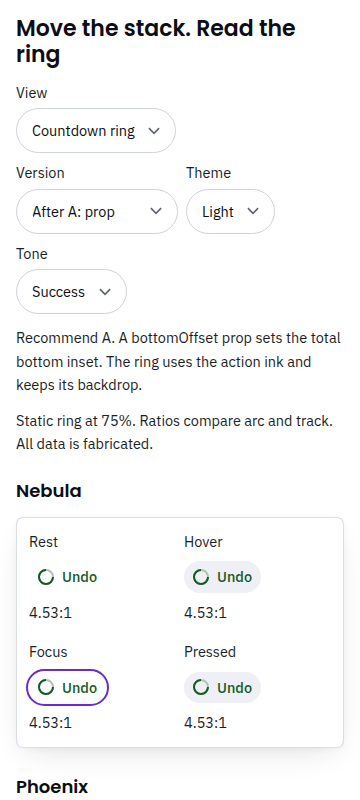 Move the stack. Read the
ring
View
Countdown ring
Version
Theme
After A: prop
Light
Tone
Success
Recommend A. A bottomOffset prop sets the total
bottom inset. The ring uses the action ink and
keeps its backdrop.
Static ring at 75%. Ratios compare arc and track.
All data is fabricated.
Nebula
Rest
Hover
Undo
Undo
4.53:1
4.53:1
Focus
Pressed
Undo
Undo
4.53:1
4.53:1
Phoenix